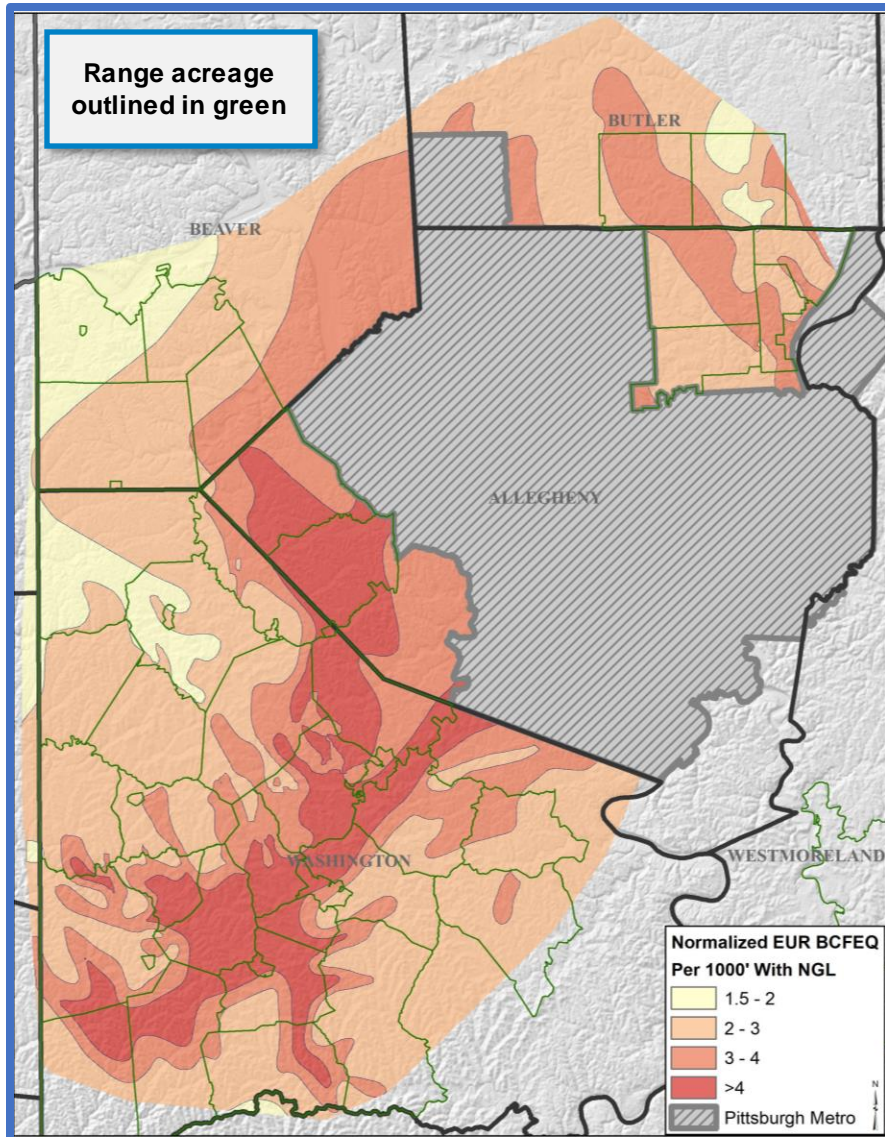 Range acreage
outlined in green
BUTLER
BEAVER
ALLEGHENY
WASHINGTON
WESTMORELAND
Normalized EUR BCFEQ
Per 1000' With NGL
1.5 - 2
2 - 3
3 - 4
>4
Pittsburgh Metro
N